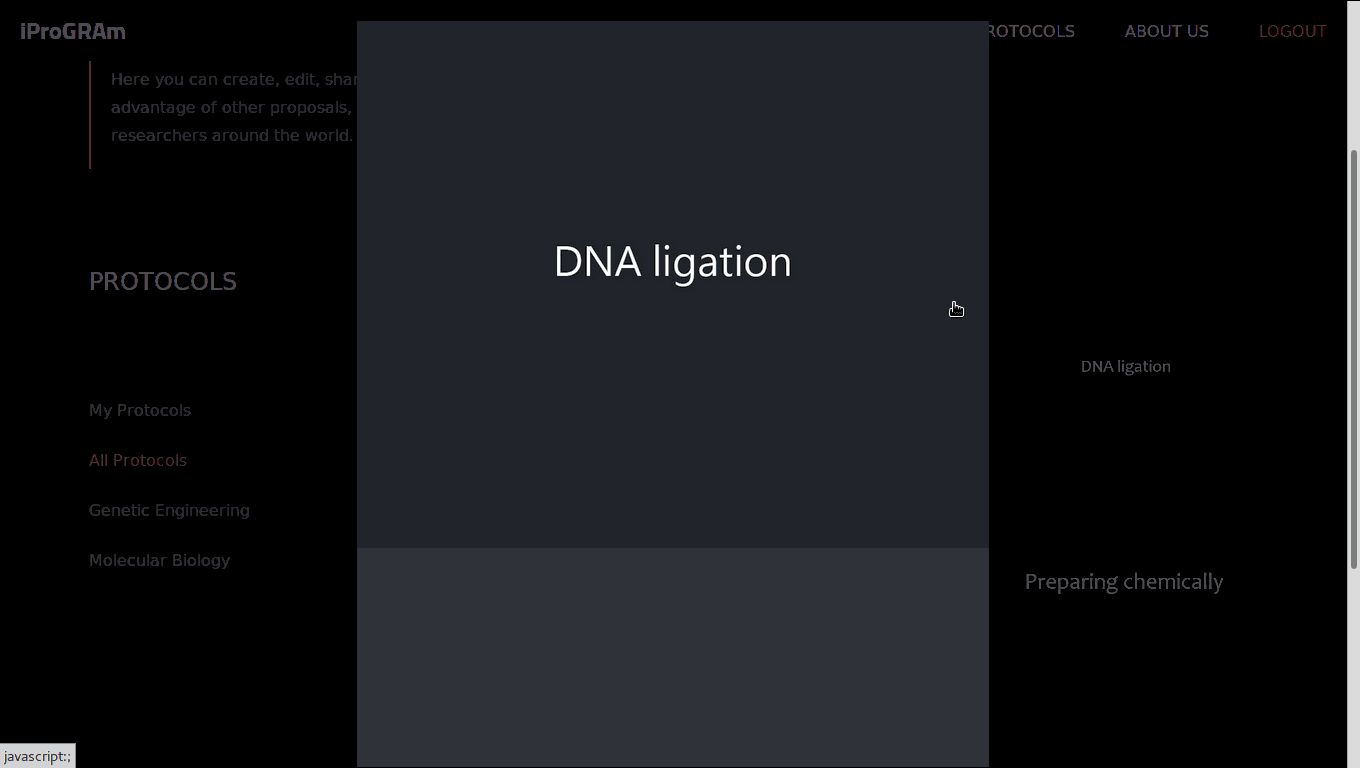 iProGRAm
ROTOCOLS
ABOUT US
LOGOUT
Here you can create, edit, shar
advantage of other proposals,
researchers around the world.
DNA ligation
PROTOCOLS
DNA ligation
My Protocols
All Protocols
Genetic Engineering
Molecular Biology
Preparing chemically
javascript:;